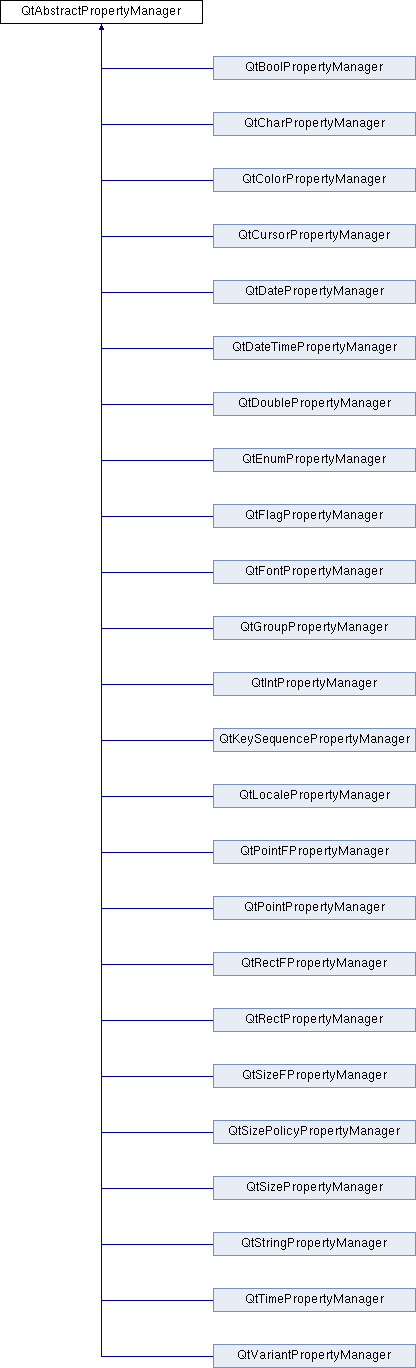 QtAbstractPropertyManager
QtBoolPropertyManager
QtCharPropertyManager
QtColorPropertyManager
QtCursorPropertyManager
QtDatePropertyManager
QtDateTimePropertyManager
QtDoublePropertyManager
QtEnumPropertyManager
QtFlagPropertyManager
QtFontPropertyManager
QtGroupPropertyManager
QtIntPropertyManager
QtKeySequencePropertyManager
QtLocalePropertyManager
QtPointFPropertyManager
QtPointPropertyManager
QtRectFPropertyManager
QtRectPropertyManager
QtSizeFPropertyManager
QtSizePolicyPropertyManager
QtSizePropertyManager
QtStringPropertyManager
QtTimePropertyManager
QtVariantPropertyManager